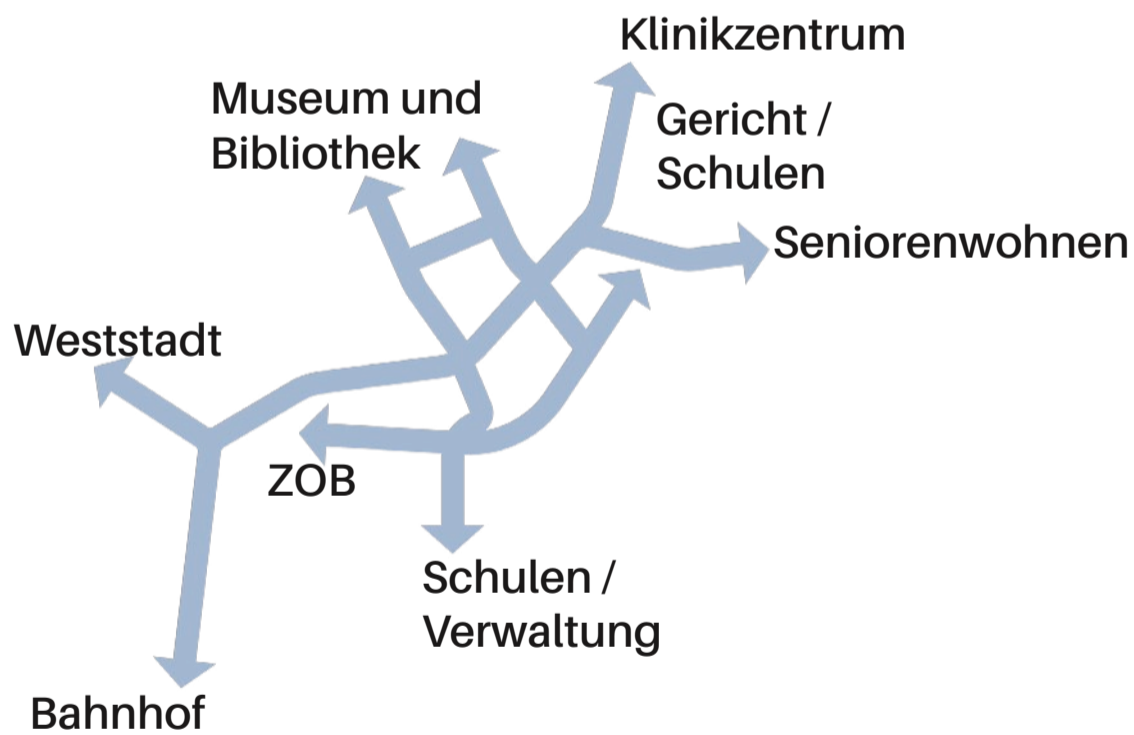 Klinikzentrum
Museum und
Bibliothek
Gericht /
Schulen
Seniorenwohnen
Weststadt
ZOB
Schulen /
Verwaltung
Bahnhof